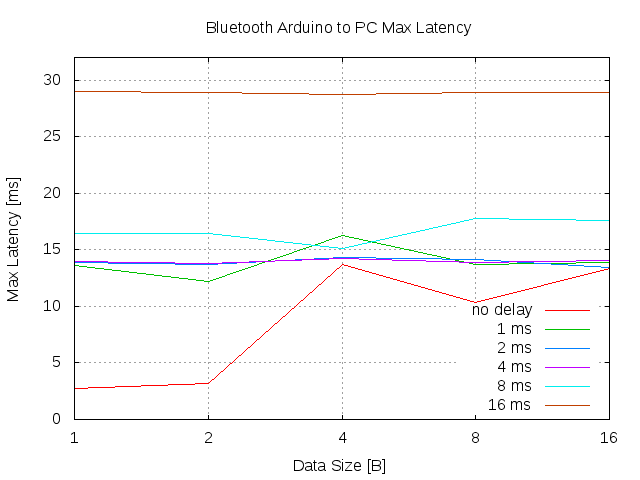 Bluetooth Arduino to PC Max Latency
Max Latency [ms]
30
25
20
15
10
5
0
no delay
1 ms
2 ms
4 ms
8 ms
16 ms
1 2 4 8 16
Data Size [B]